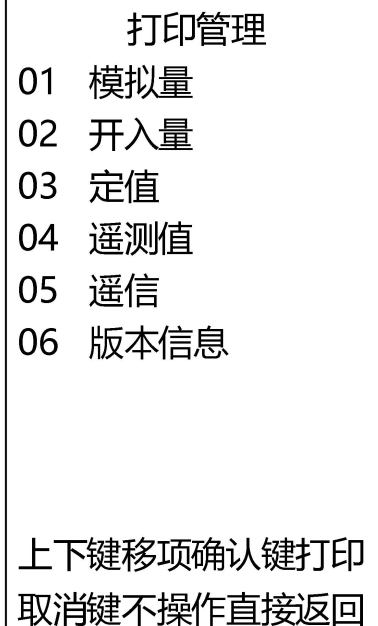 打印管理
01 模拟量
02 开入量
03 定值
04 遥测值
05 遥信
06 版本信息
上下键移项确认键打印
取消键不操作直接返回